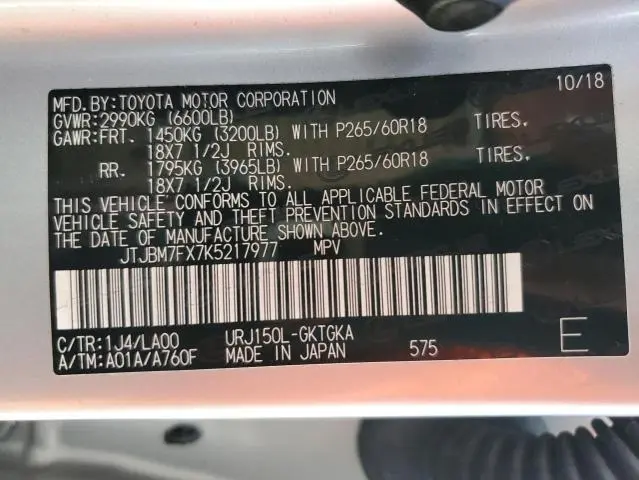 MFD.BY:TOYOTA MOTOR CORPORATION 10/18
GVWR:2990KG (6600LB)
GAWR:FRT. 1450KG (3200LB) WITH P265/60R18 TIRES.
18X7 1/2J RIMS.
RR. 1795KG (3965LB) WITH P265/60R18 TIRES.
18X7 1/2J RIMS.
THIS VEHICLE CONFORMS TO ALL APPLICABLE FEDERAL MOTOR
VEHICLE SAFETY AND THEFT PREVENTION STANDARDS IN EFFECT ON
THE DATE OF MANUFACTURE SHOWN ABOVE.
JTJBM7FX7K5217977 MPV
C/TR:1J4/LA00 URJ150L-GKTGKA
A/TM:A01A/A760F MADE IN JAPAN 575 E